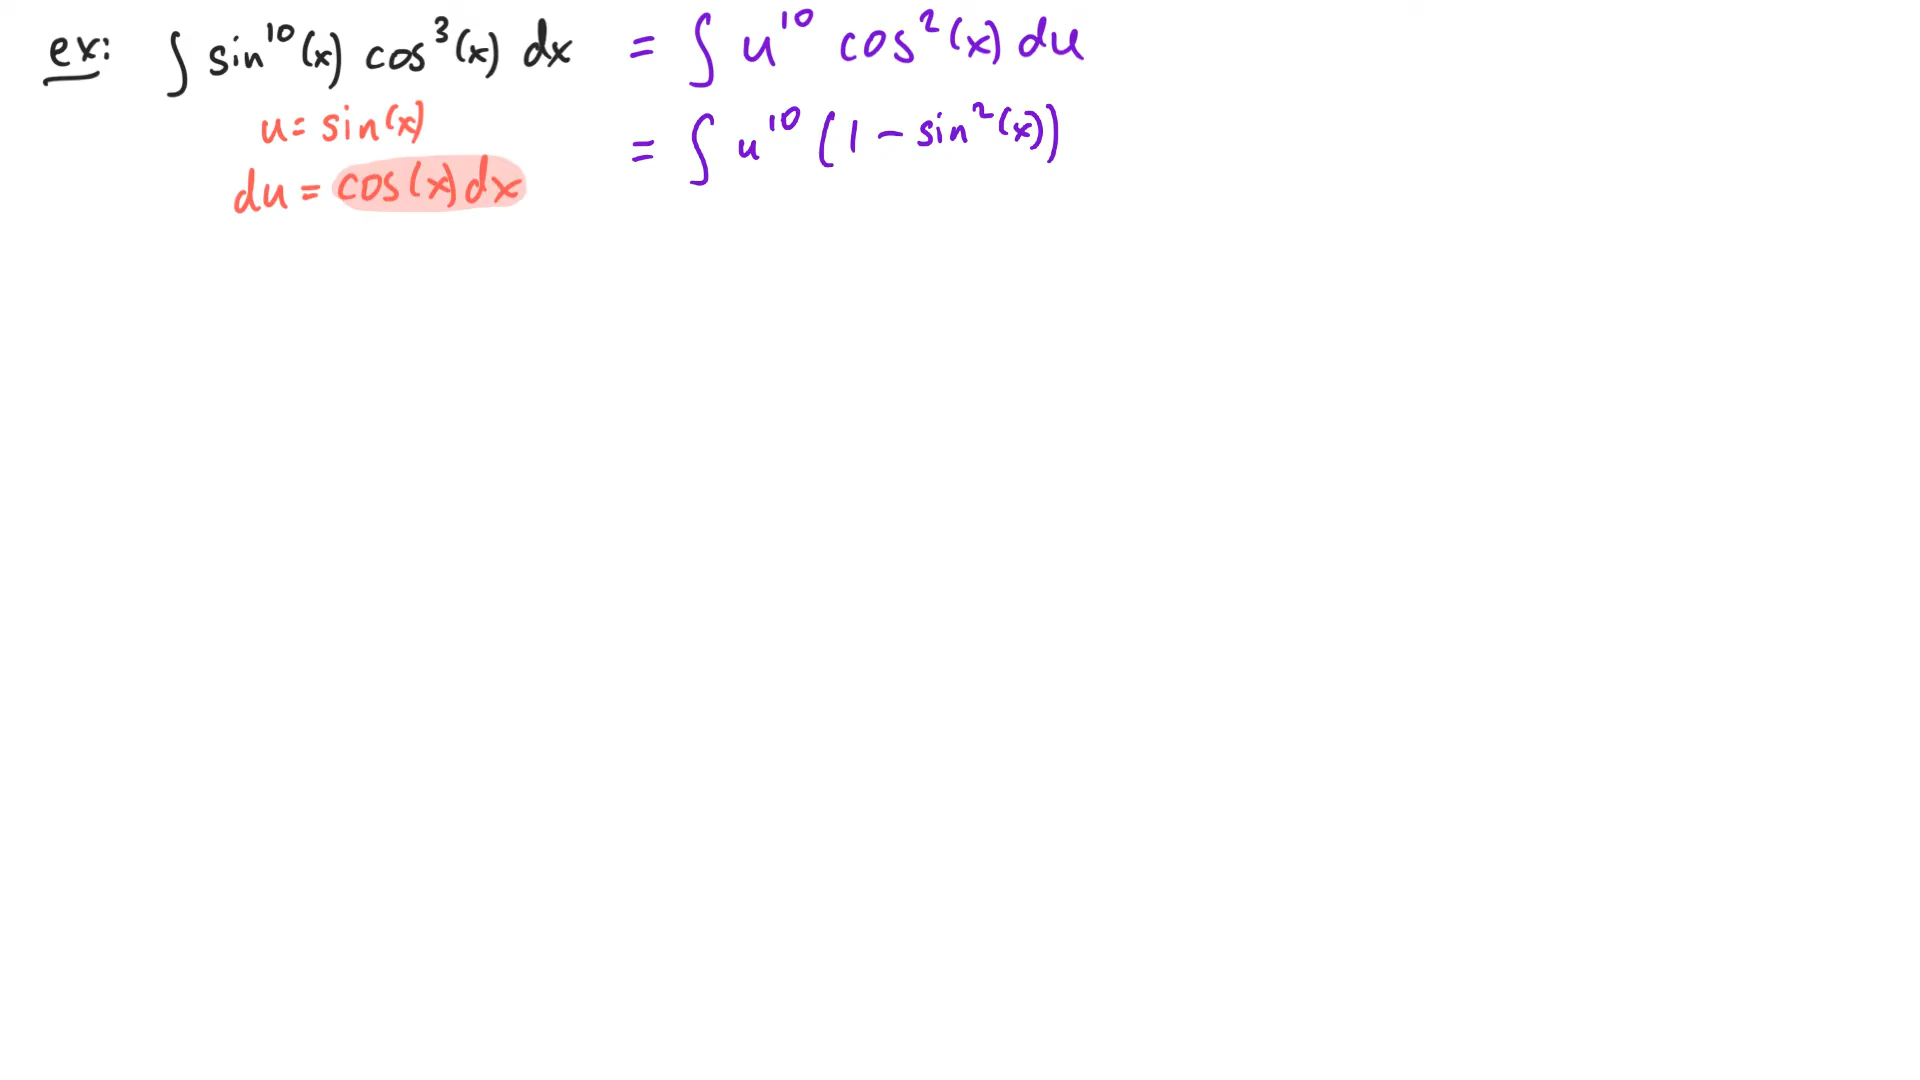 ex: ∫ sin¹⁰(x) cos³(x) dx = ∫ u¹⁰ cos²(x) du
u = sin(x)
du = cos(x) dx
= ∫ u¹⁰ (1 - sin²(x))